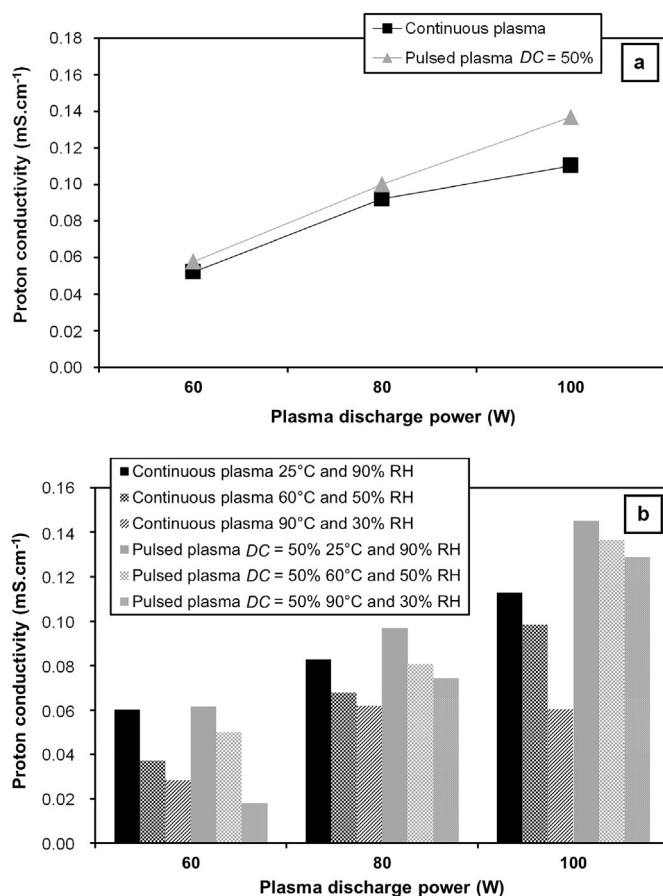 Continuous plasma
Pulsed plasma DC = 50%
a
Proton conductivity (mS.cm⁻¹)
0.18
0.16
0.14
0.12
0.10
0.08
0.06
0.04
0.02
0.00
60 80 100
Plasma discharge power (W)
Continuous plasma 25°C and 90% RH
Continuous plasma 60°C and 50% RH
Continuous plasma 90°C and 30% RH
Pulsed plasma DC = 50% 25°C and 90% RH
Pulsed plasma DC = 50% 60°C and 50% RH
Pulsed plasma DC = 50% 90°C and 30% RH
b
Proton conductivity (mS.cm⁻¹)
0.16
0.14
0.12
0.10
0.08
0.06
0.04
0.02
0.00
60 80 100
Plasma discharge power (W)